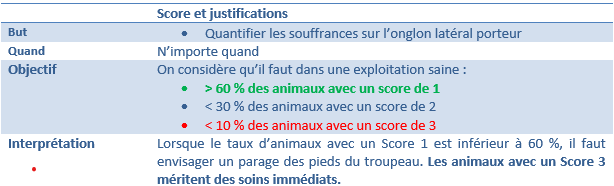 Score et justifications
But • Quantifier les souffrances sur l'onglon latéral porteur
Quand N'importe quand
Objectif On considère qu'il faut dans une exploitation saine :
• > 60 % des animaux avec un score de 1
• < 30 % des animaux avec un score de 2
• < 10 % des animaux avec un score de 3
Interprétation Lorsque le taux d'animaux avec un Score 1 est inférieur à 60 %, il faut
• envisager un parage des pieds du troupeau. Les animaux avec un Score 3
méritent des soins immédiats.